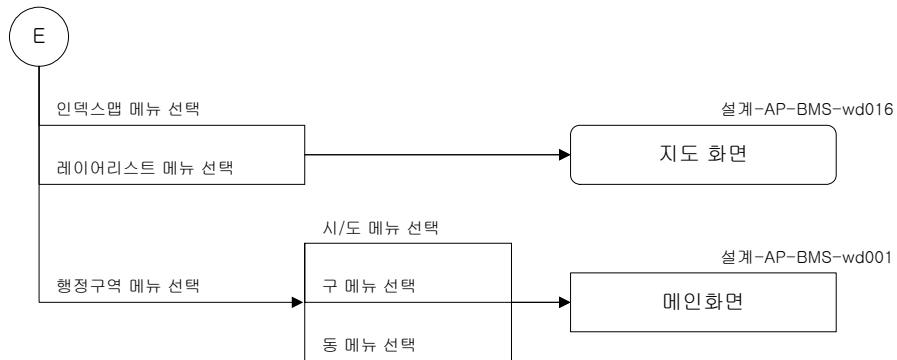 E
인덱스맵 메뉴 선택
설계-AP-BMS-wd016
지도 화면
레이어리스트 메뉴 선택
시/도 메뉴 선택
설계-AP-BMS-wd001
행정구역 메뉴 선택
구 메뉴 선택
메인화면
동 메뉴 선택